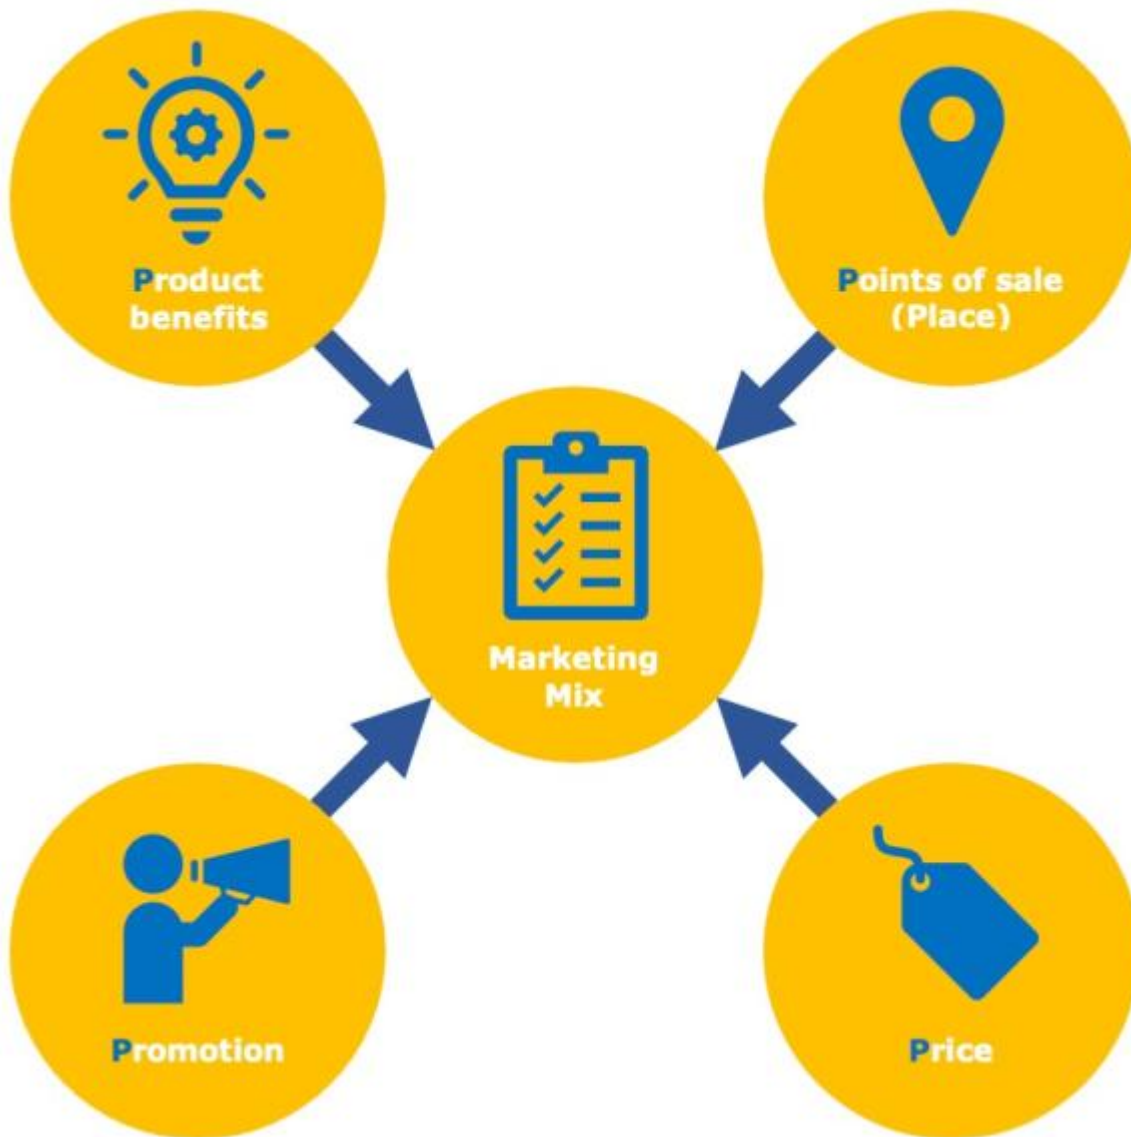 Product
benefits
Points of sale
(Place)
Marketing
Mix
Promotion
Price